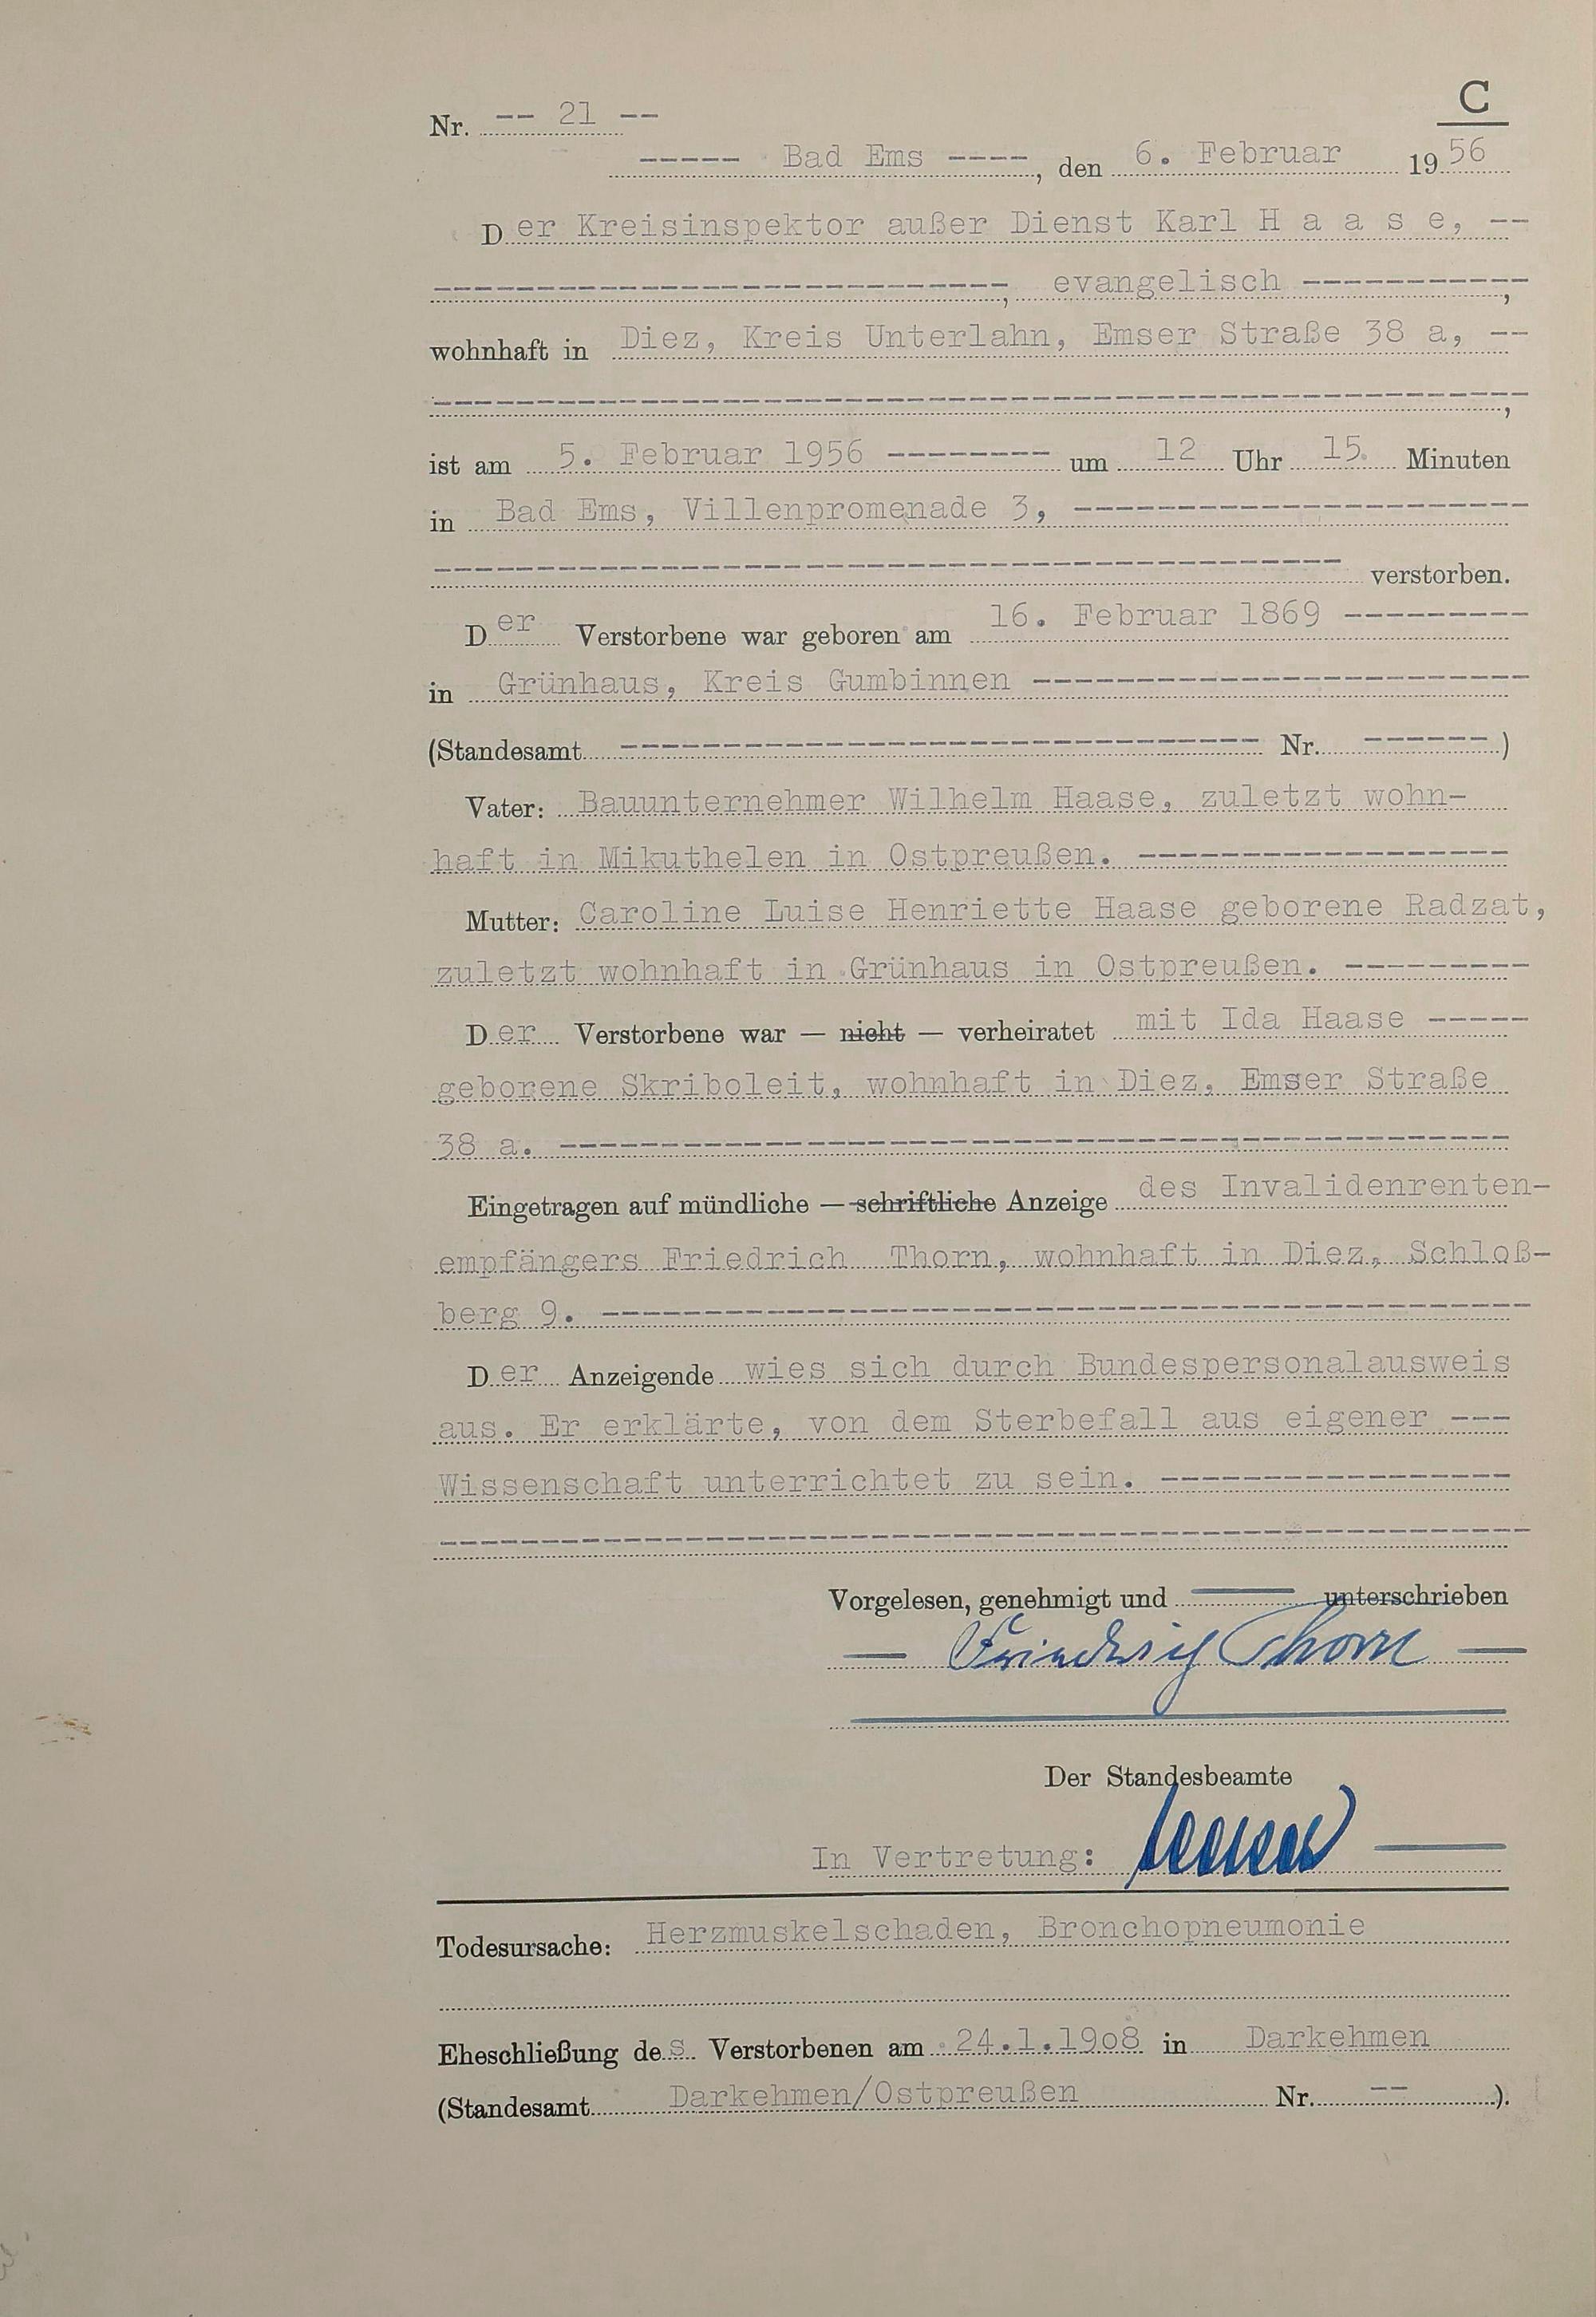 C
Nr. -- 21 --
----- Bad Ems ----, den 6. Februar 1956
Der Kreisinspektor außer Dienst Karl H a a s e, --
----------------------------, evangelisch -----------,
wohnhaft in Diez, Kreis Unterlahn, Emser Straße 38 a, --
-----------------------------------------------------,
ist am 5. Februar 1956 -------- um 12 Uhr 15 Minuten
in Bad Ems, Villenpromenade 3, ----------------------
-------------------------------------------- verstorben.
Der Verstorbene war geboren am 16. Februar 1869 ---------
in Grünhaus, Kreis Gumbinnen ------------------------
(Standesamt ------------------------------- Nr. ------)
Vater: Bauunternehmer Wilhelm Haase, zuletzt wohn-
haft in Mikuthelen in Ostpreußen. ------------------
Mutter: Caroline Luise Henriette Haase geborene Radzat,
zuletzt wohnhaft in Grünhaus in Ostpreußen. ---------
Der Verstorbene war — nicht — verheiratet mit Ida Haase -----
geborene Skriboleit, wohnhaft in Diez, Emser Straße
38 a. ----------------------------------------------
Eingetragen auf mündliche — schriftliche Anzeige des Invalidenrenten-
empfängers Friedrich Thorn, wohnhaft in Diez, Schloß-
berg 9. ---------------------------------------------
Der Anzeigende wies sich durch Bundespersonalausweis
aus. Er erklärte, von dem Sterbefall aus eigener ---
Wissenschaft unterrichtet zu sein. -----------------
-----------------------------------------------------
Vorgelesen, genehmigt und ——— unterschrieben
— Friedrich Thorn —
Der Standesbeamte
In Vertretung:
Todesursache: Herzmuskelschaden, Bronchopneumonie
Eheschließung des Verstorbenen am 24.1.19o8 in Darkehmen
(Standesamt Darkehmen/Ostpreußen Nr. -- ).